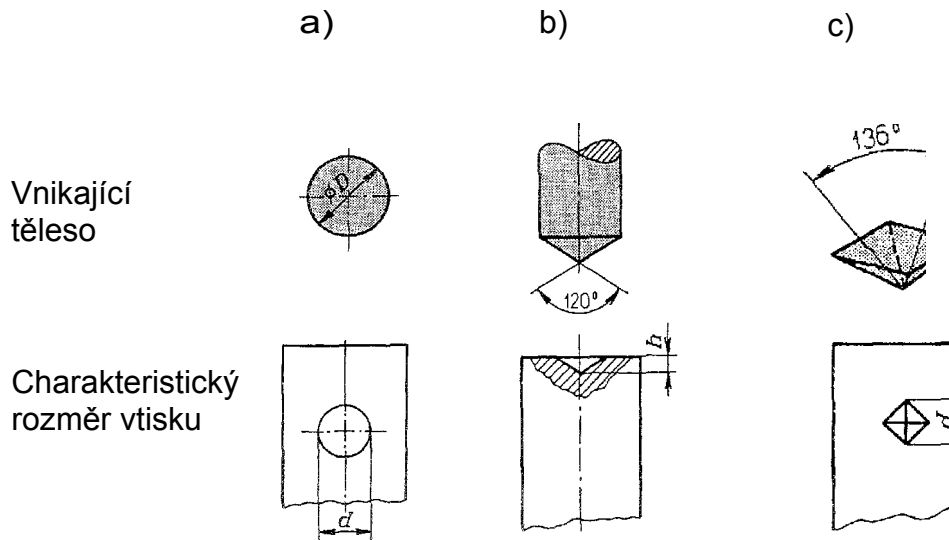 a) b) c)
136°
ϕD
Vnikající
těleso
120°
h
Charakteristický
rozměr vtisku
d
d